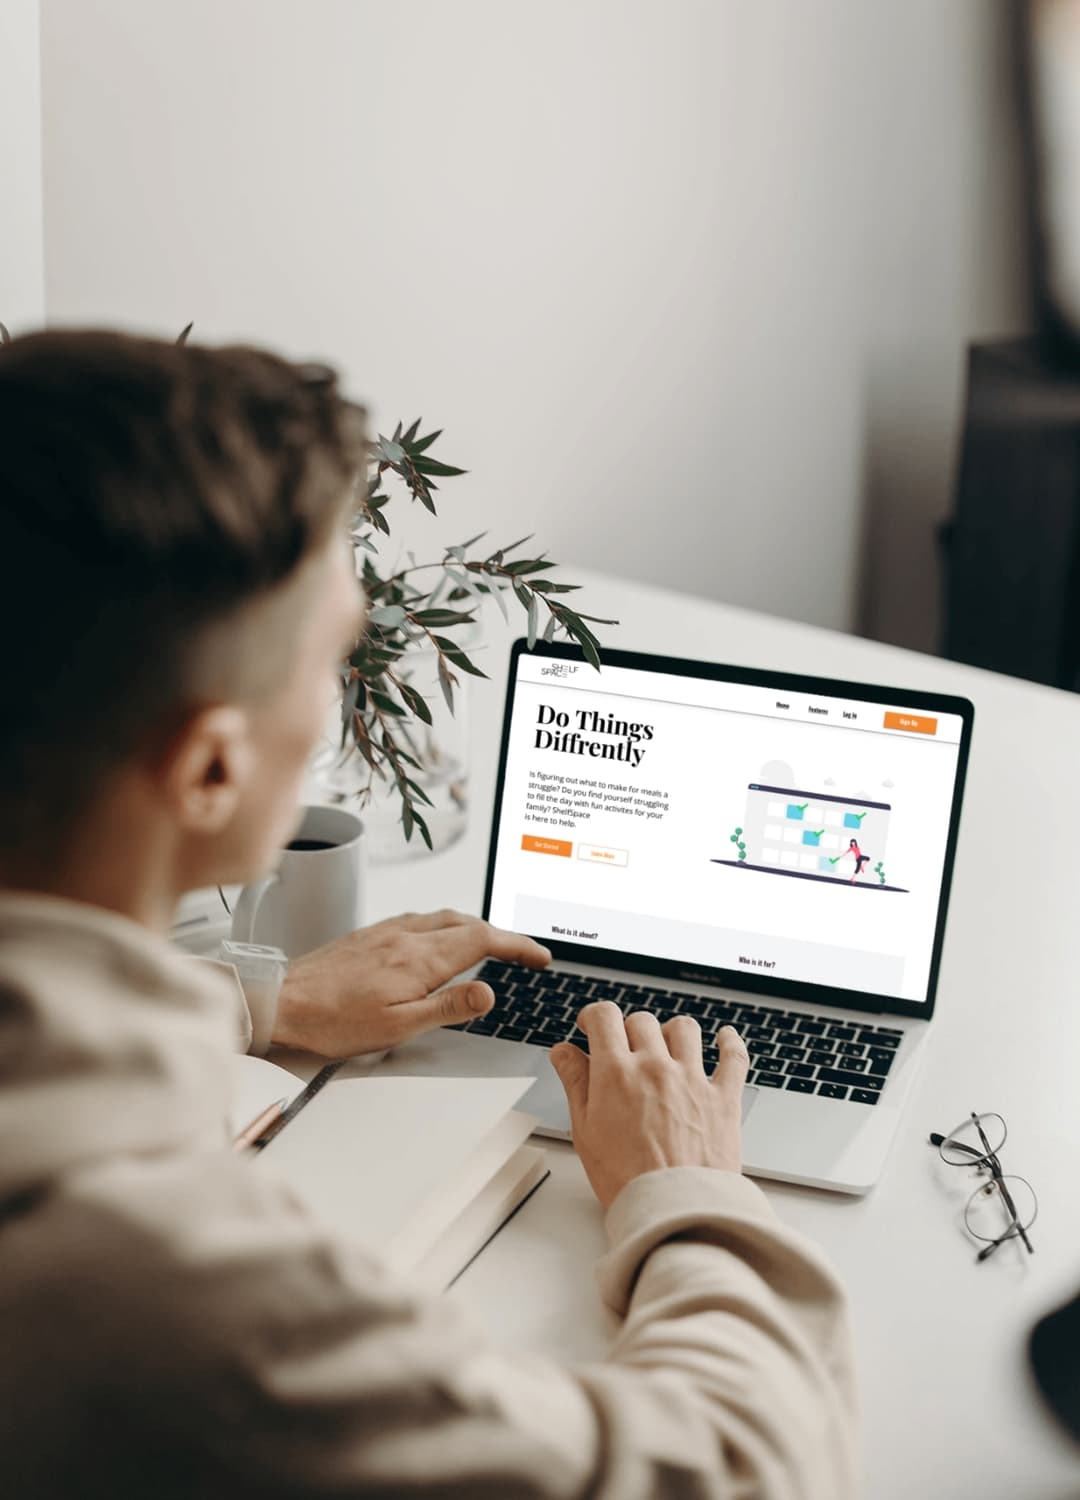 SHELF
SPACE
Home
Features
Log In
Sign Up
Do Things
Diffrently
Is figuring out what to make for meals a
struggle? Do you find yourself struggling
to fill the day with fun activites for your
family? ShelfSpace
is here to help.
Get Started
Learn More
What is it about?
Who is it for?